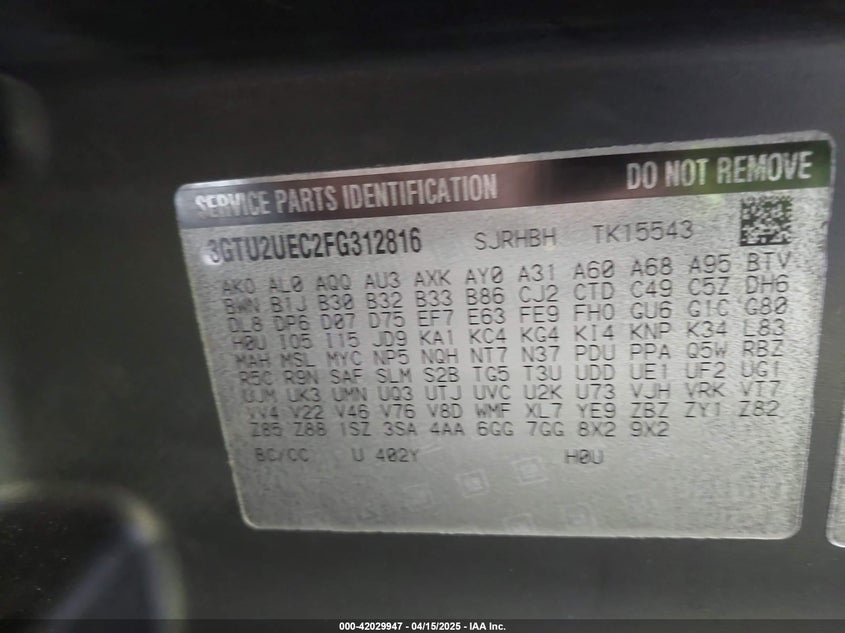 SERVICE PARTS IDENTIFICATION DO NOT REMOVE
3GTU2UEC2FG312816 SJRHBH TK15543
AKO AL0 AQQ AU3 AXK AY0 A31 A60 A68 A95 BTV
BWN B1J B30 B32 B33 B86 CJ2 CTD C49 C5Z DH6
DL8 DP6 D07 D75 EF7 E63 FE9 FHO GU6 G1C G80
H0U IO5 I15 JD9 KA1 KC4 KG4 KI4 KNP K34 L83
MAH MSL MYC NP5 NQH NT7 N37 PDU PPA Q5W RBZ
R5C R9N SAF SLM S2B TG5 T3U UDD UE1 UF2 UG1
UJM UK3 UMN UQ3 UTJ UVC U2K U73 VJH VRK VT7
VV4 V22 V46 V76 V8D WMF XL7 YE9 ZBZ ZY1 Z82
Z85 Z88 1SZ 3SA 4AA 6GG 7GG 8X2 9X2
BC/CC U 402Y H0U
000-42029947 - 04/15/2025 - IAA Inc.